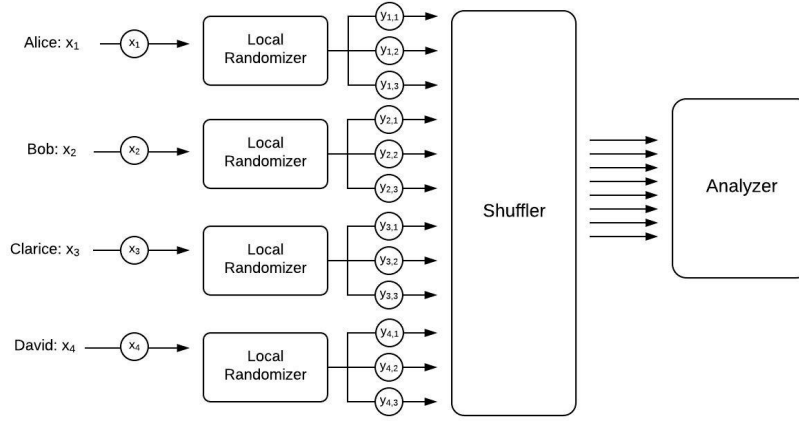 Alice: x₁
x₁
Local
Randomizer
y₁,₁
y₁,₂
y₁,₃
Bob: x₂
x₂
Local
Randomizer
y₂,₁
y₂,₂
y₂,₃
Clarice: x₃
x₃
Local
Randomizer
y₃,₁
y₃,₂
y₃,₃
David: x₄
x₄
Local
Randomizer
y₄,₁
y₄,₂
y₄,₃
Shuffler
Analyzer